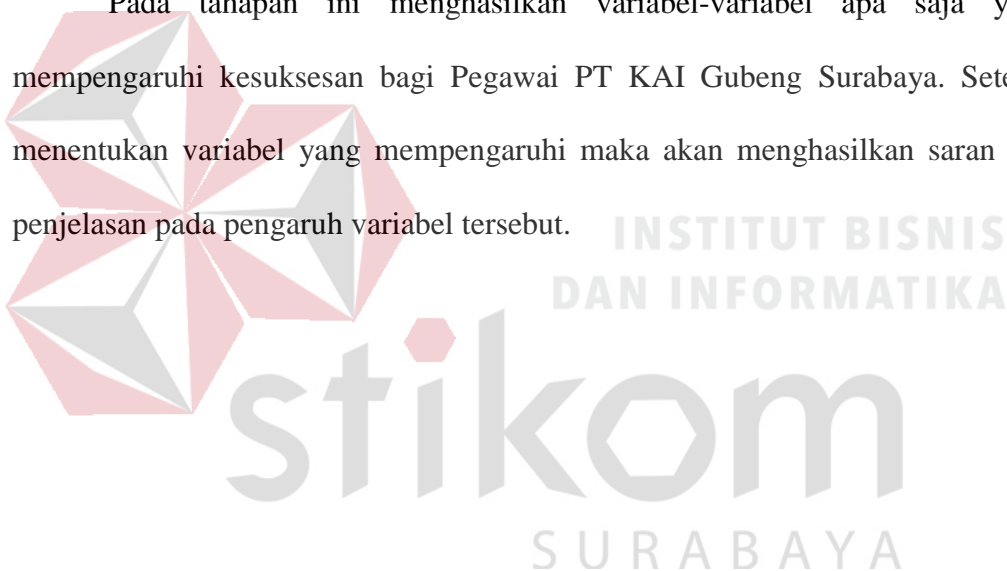 Pada tahapan ini menghasilkan variabel-variabel apa saja
mempengaruhi kesuksesan bagi Pegawai PT KAI Gubeng Surabaya.
menentukan variabel yang mempengaruhi maka akan menghasilkan saran
penjelasan pada pengaruh variabel tersebut.
INSTITUT BISNIS
DAN INFORMATIKA
stikom
SURABAYA